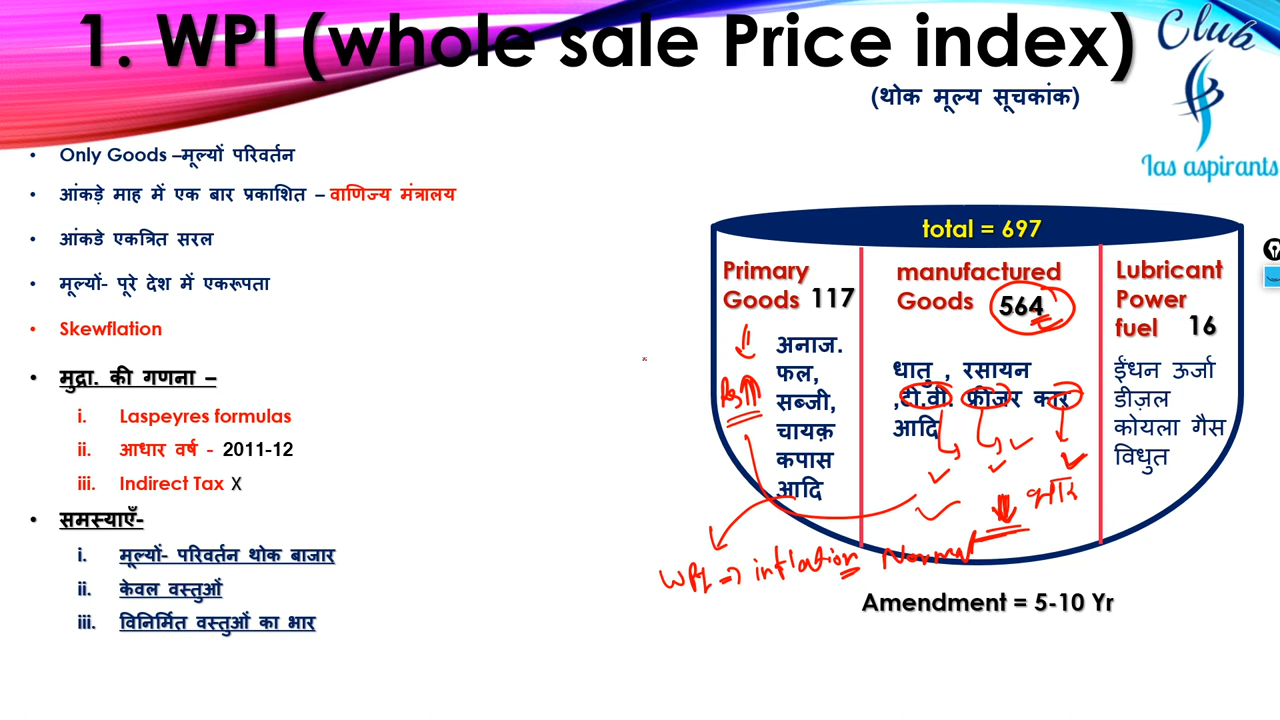 1. WPI (whole sale Price index)
(थोक मूल्य सूचकांक)
Club
Ias aspirants
• Only Goods –मूल्यों परिवर्तन
• आंकड़े माह में एक बार प्रकाशित – वाणिज्य मंत्रालय
• आंकडे एकत्रित सरल
• मूल्यों- पूरे देश में एकरूपता
• Skewflation
• मुद्रा. की गणना –
i. Laspeyres formulas
ii. आधार वर्ष - 2011-12
iii. Indirect Tax X
• समस्याएँ-
i. मूल्यों- परिवर्तन थोक बाजार
ii. केवल वस्तुओं
iii. विनिर्मित वस्तुओं का भार
total = 697
Primary
Goods 117
अनाज.
फल,
सब्जी,
चायक़
कपास
आदि
manufactured
Goods 564
धातु , रसायन
,टी.वी. फ्रीजर कार
आदि
Lubricant
Power
fuel 16
ईंधन ऊर्जा
डीज़ल
कोयला गैस
विधुत
भार
WPI => inflation Normal
Amendment = 5-10 Yr